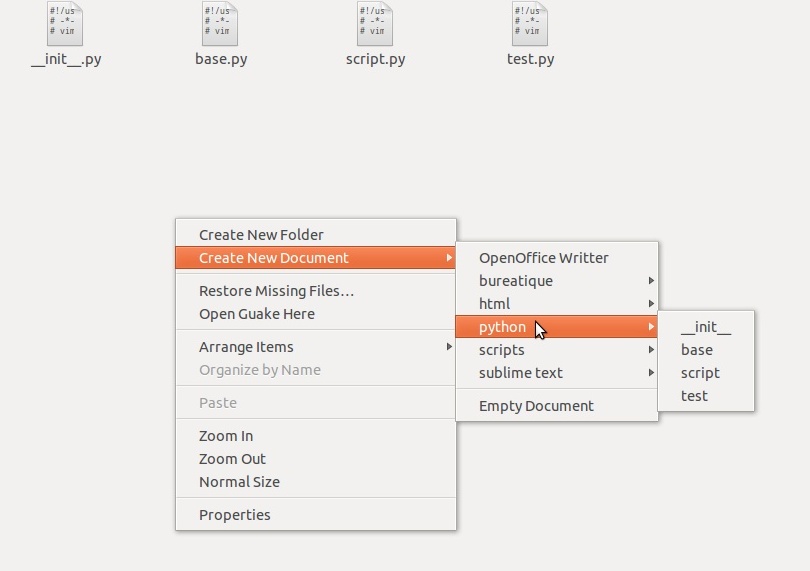 #!/us #!/us #!/us #!/us
# -*- # -*- # -*- # -*-
# vim # vim # vim # vim
__init__.py base.py script.py test.py
Create New Folder
Create New Document
Restore Missing Files…
Open Guake Here
Arrange Items
Organize by Name
Paste
Zoom In
Zoom Out
Normal Size
Properties
OpenOffice Writter
bureatique
html
python
scripts
sublime text
Empty Document
__init__
base
script
test